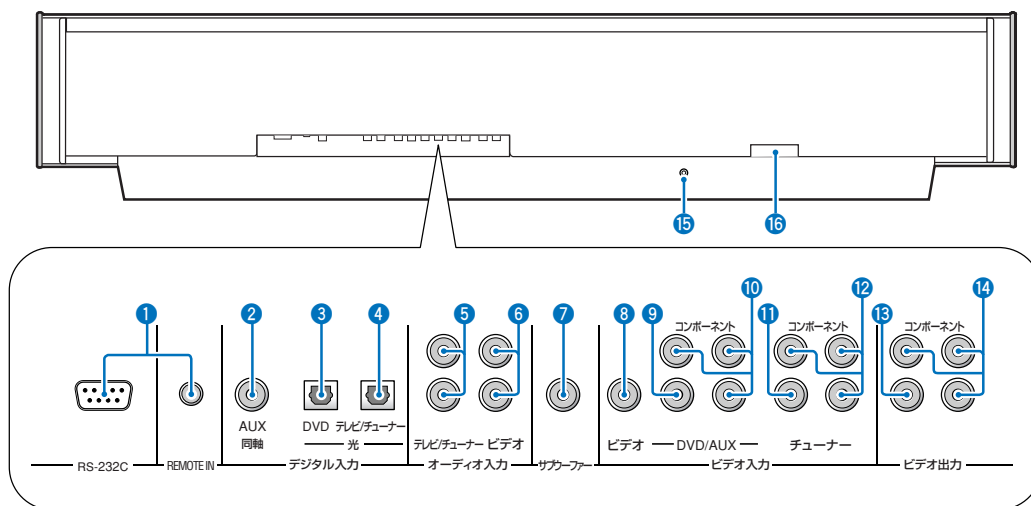 ⑮
⑯
① ② ③ ④ ⑤ ⑥ ⑦ ⑧ ⑨ ⑩ ⑪ ⑫ ⑬ ⑭
コンポーネント コンポーネント コンポーネント
AUX DVD テレビ/チューナー
同軸 光
テレビ/チューナー ビデオ
ビデオ DVD/AUX チューナー
RS-232C REMOTE IN デジタル入力 オーディオ入力 サブウーファー ビデオ入力 ビデオ出力